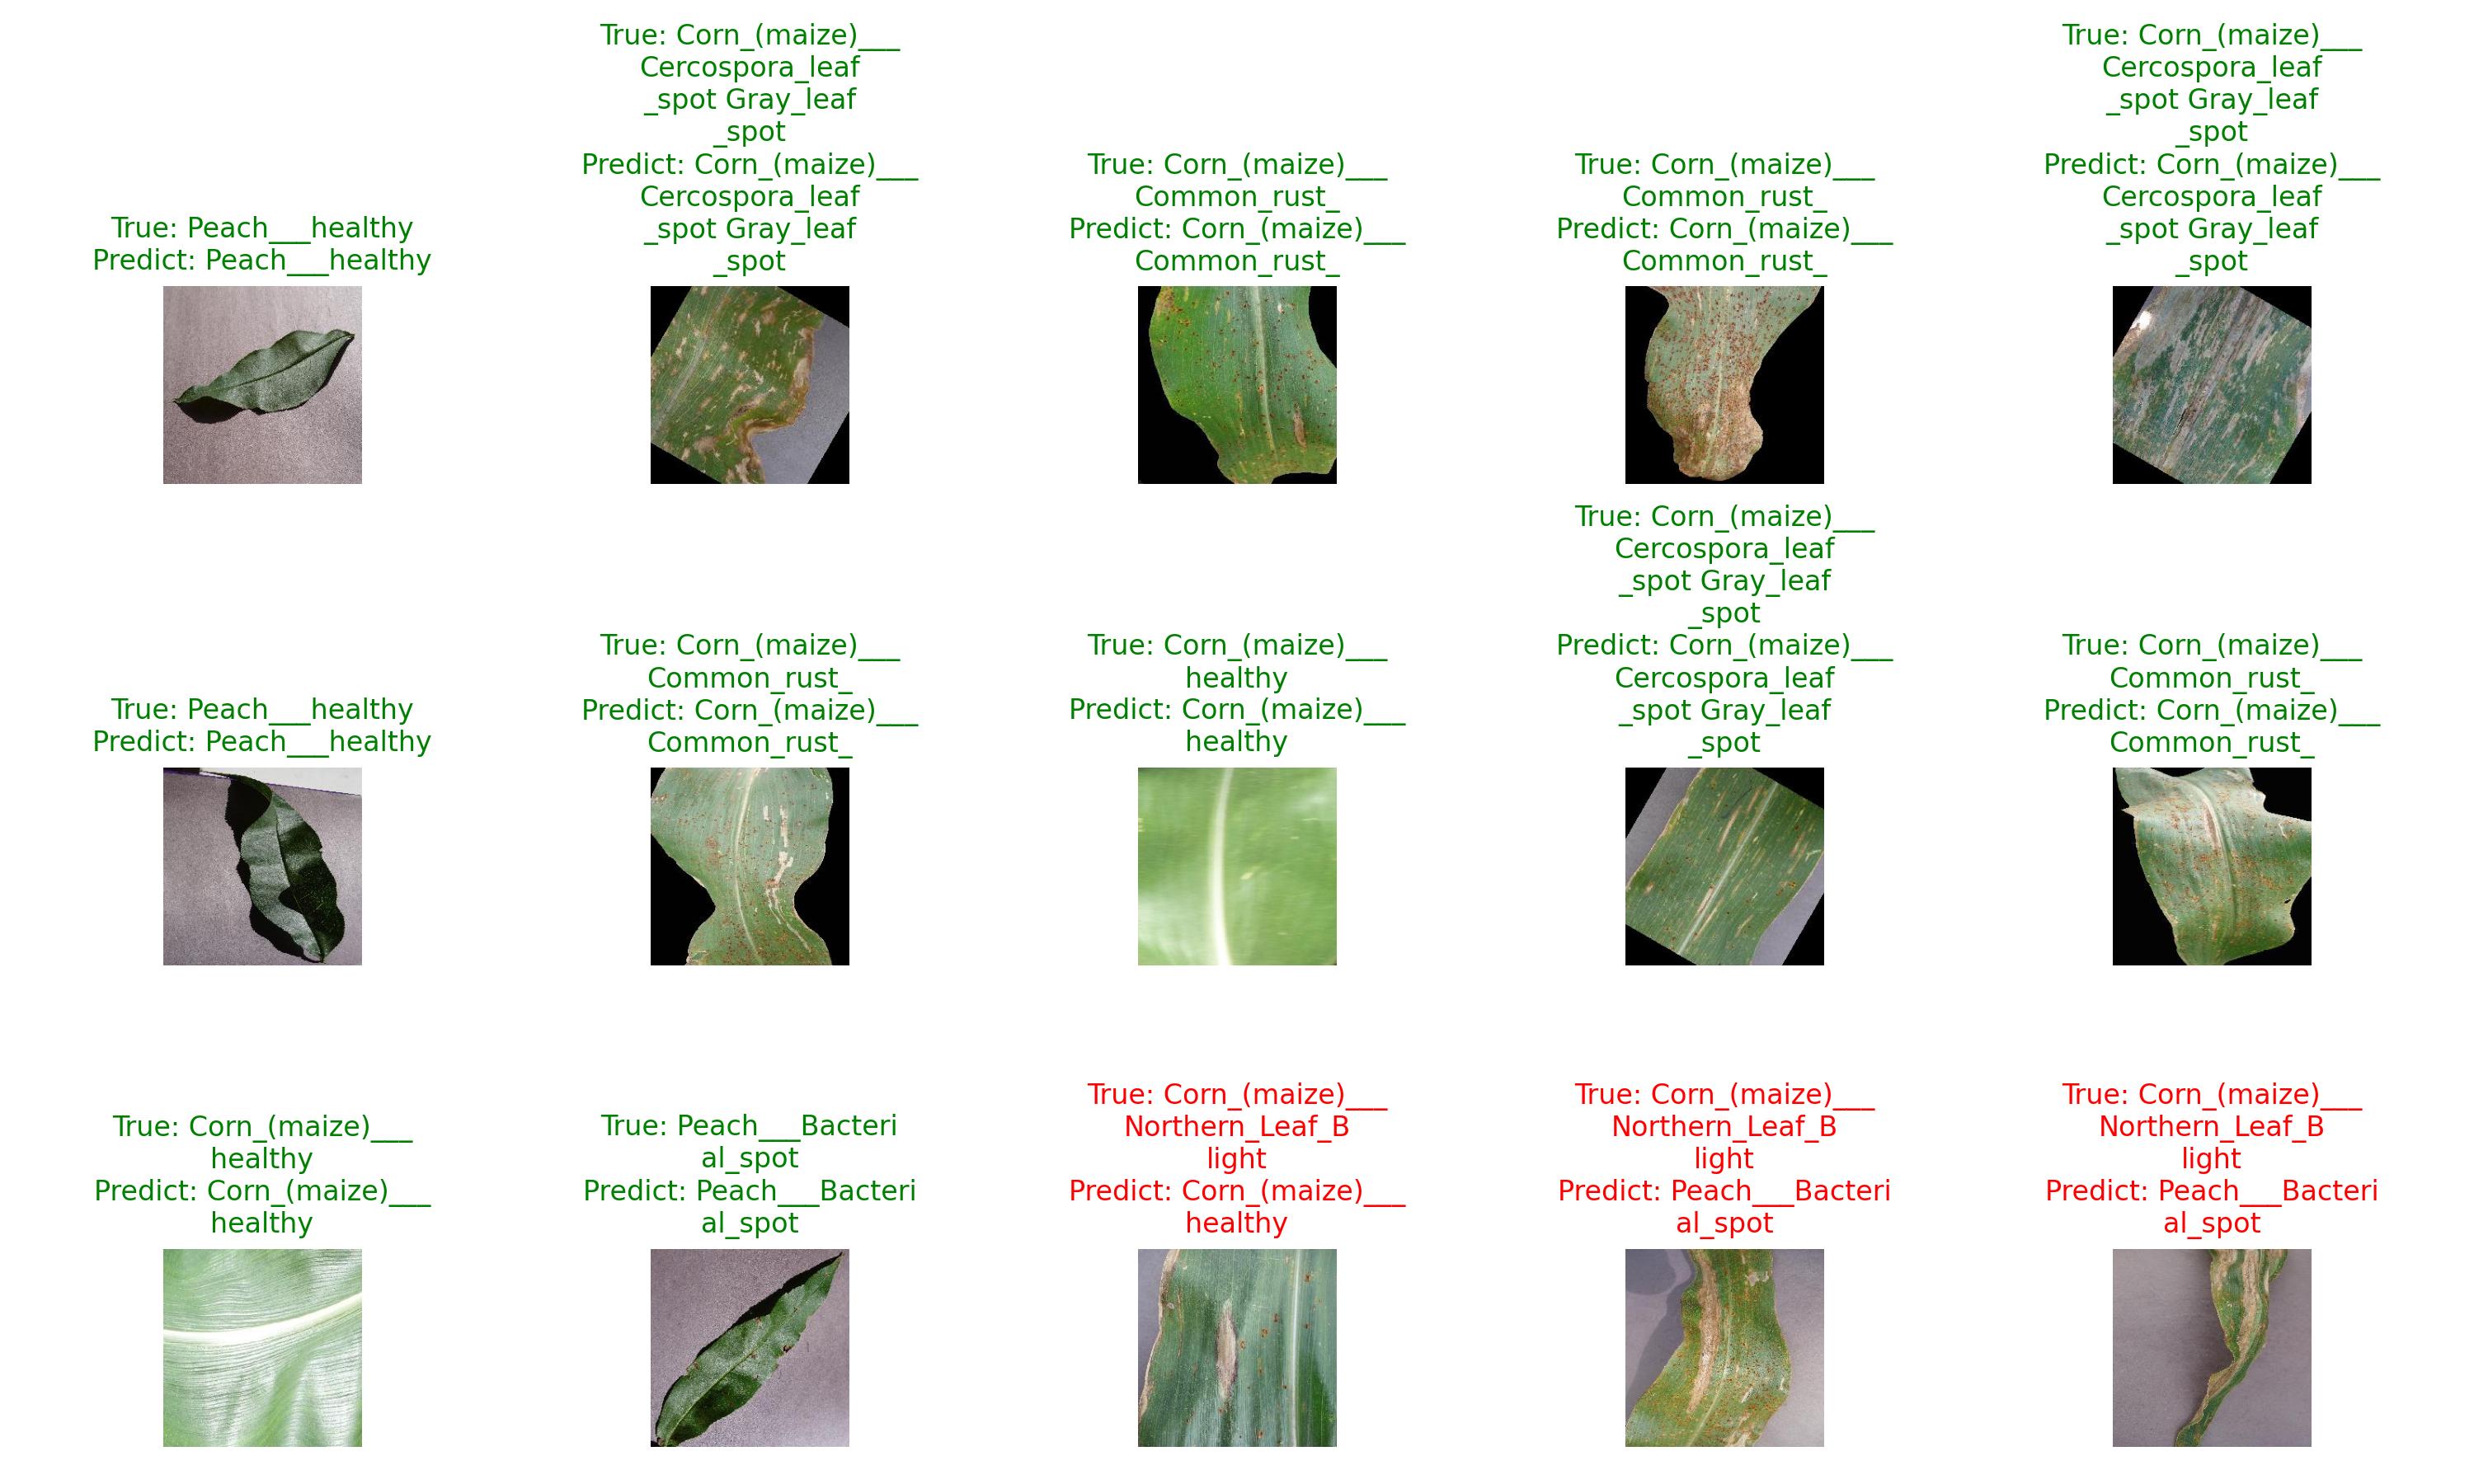 True: Peach___healthy
Predict: Peach___healthy
True: Corn_(maize)___
Cercospora_leaf
_spot Gray_leaf
_spot
Predict: Corn_(maize)___
Cercospora_leaf
_spot Gray_leaf
_spot
True: Corn_(maize)___
Common_rust_
Predict: Corn_(maize)___
Common_rust_
True: Corn_(maize)___
Common_rust_
Predict: Corn_(maize)___
Common_rust_
True: Corn_(maize)___
Cercospora_leaf
_spot Gray_leaf
_spot
Predict: Corn_(maize)___
Cercospora_leaf
_spot Gray_leaf
_spot
True: Peach___healthy
Predict: Peach___healthy
True: Corn_(maize)___
Common_rust_
Predict: Corn_(maize)___
Common_rust_
True: Corn_(maize)___
healthy
Predict: Corn_(maize)___
healthy
True: Corn_(maize)___
Cercospora_leaf
_spot Gray_leaf
_spot
Predict: Corn_(maize)___
Cercospora_leaf
_spot Gray_leaf
_spot
True: Corn_(maize)___
Common_rust_
Predict: Corn_(maize)___
Common_rust_
True: Corn_(maize)___
healthy
Predict: Corn_(maize)___
healthy
True: Peach___Bacteri
al_spot
Predict: Peach___Bacteri
al_spot
True: Corn_(maize)___
Northern_Leaf_B
light
Predict: Corn_(maize)___
healthy
True: Corn_(maize)___
Northern_Leaf_B
light
Predict: Peach___Bacteri
al_spot
True: Corn_(maize)___
Northern_Leaf_B
light
Predict: Peach___Bacteri
al_spot